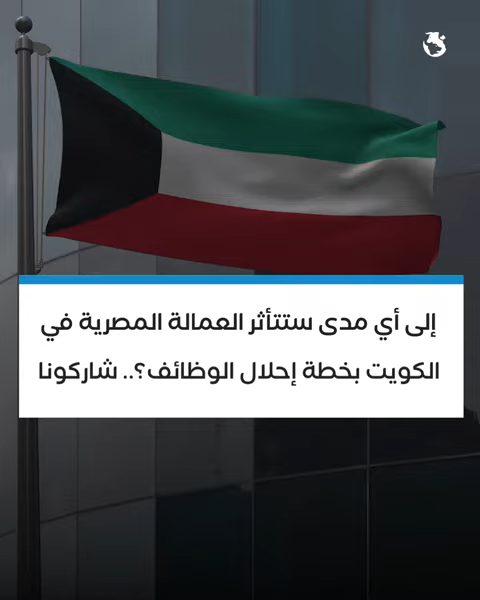 إلى أي مدى ستتأثر العمالة المصرية في
الكويت بخطة إحلال الوظائف؟.. شاركونا